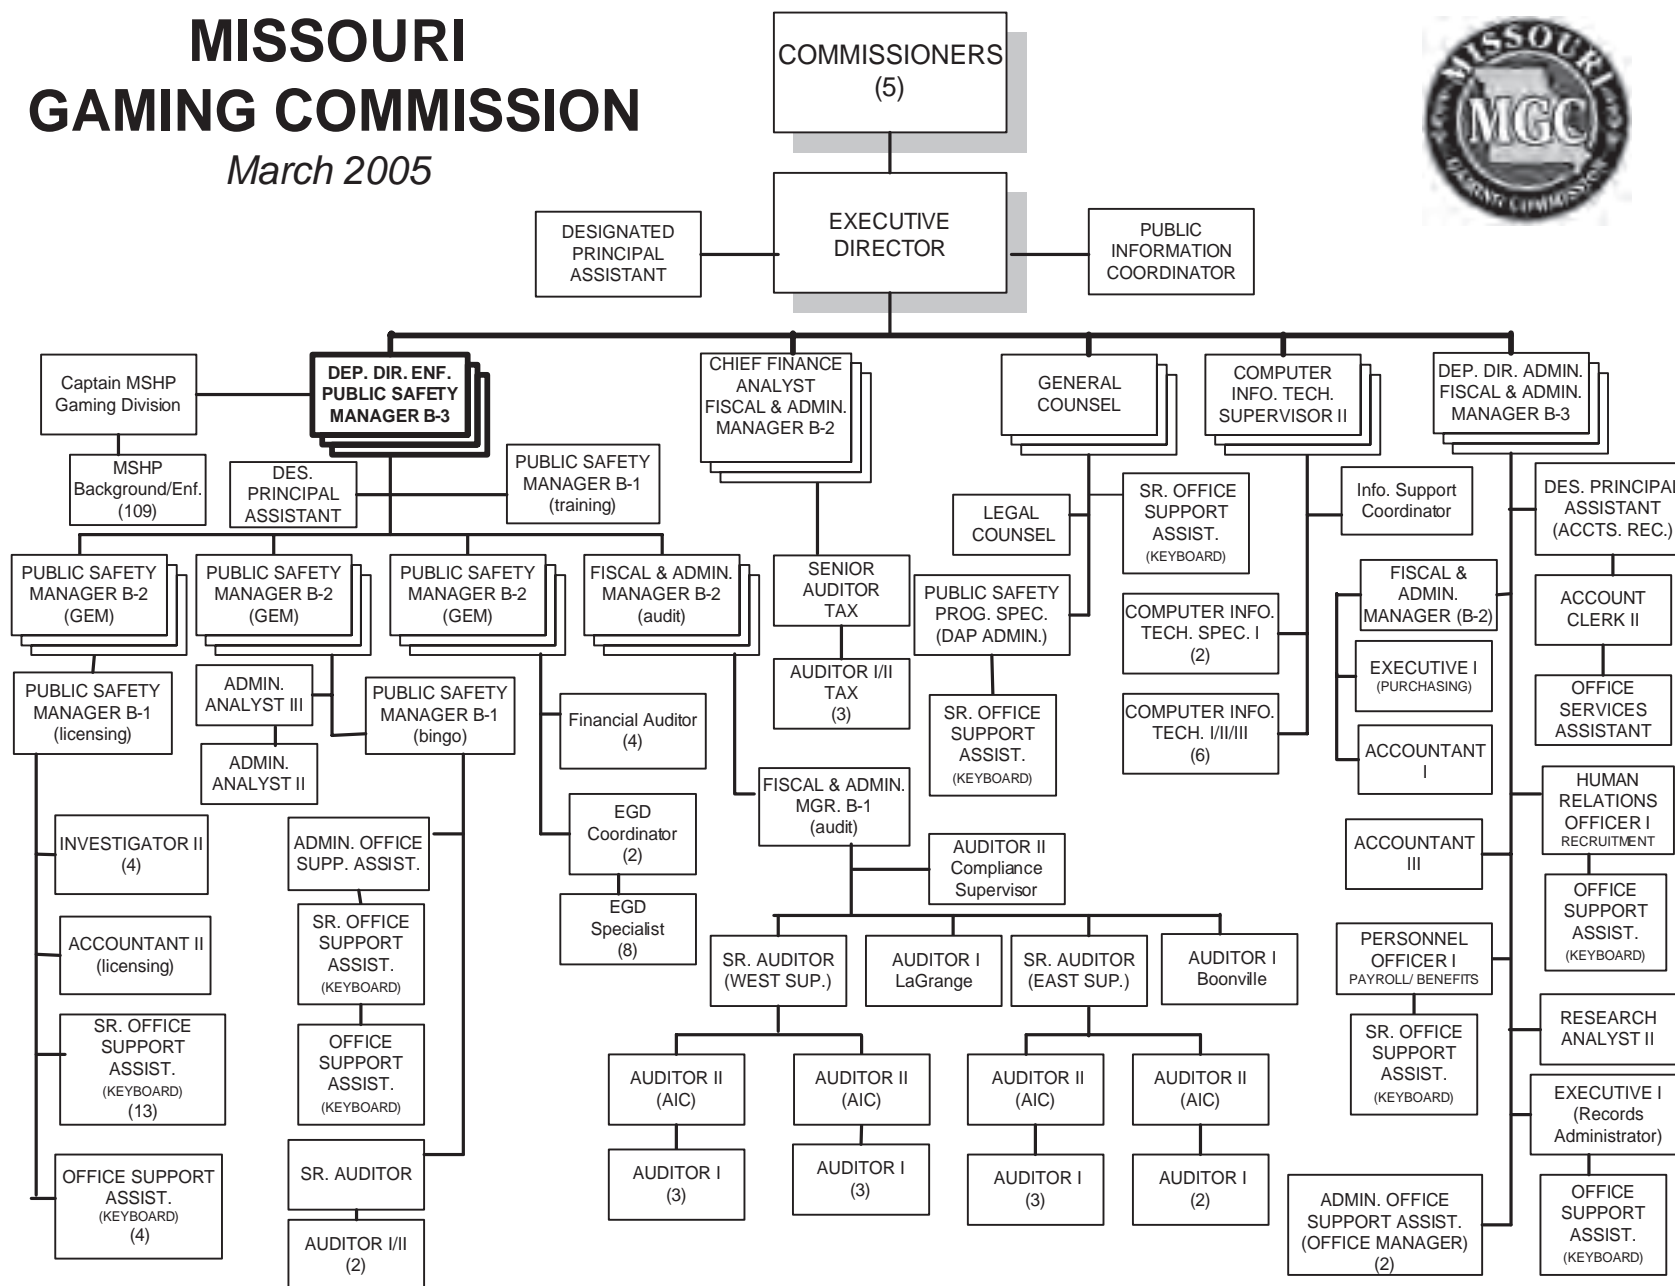 MISSOURI
GAMING COMMISSION
March 2005
COMMISSIONERS
(5)
MISSOURI
MGC
GAMING COMMISSION
DESIGNATED
PRINCIPAL
ASSISTANT
EXECUTIVE
DIRECTOR
PUBLIC
INFORMATION
COORDINATOR
Captain MSHP
Gaming Division
DEP. DIR. ENF.
PUBLIC SAFETY
MANAGER B-3
CHIEF FINANCE
ANALYST
FISCAL & ADMIN.
MANAGER B-2
GENERAL
COUNSEL
COMPUTER
INFO. TECH.
SUPERVISOR II
DEP. DIR. ADMIN.
FISCAL & ADMIN.
MANAGER B-3
MSHP
Background/Enf.
(109)
DES.
PRINCIPAL
ASSISTANT
PUBLIC SAFETY
MANAGER B-1
(training)
LEGAL
COUNSEL
SR. OFFICE
SUPPORT
ASSIST.
(KEYBOARD)
Info. Support
Coordinator
DES. PRINCIPAL
ASSISTANT
(ACCTS. REC.)
PUBLIC SAFETY
MANAGER B-2
(GEM)
PUBLIC SAFETY
MANAGER B-2
(GEM)
PUBLIC SAFETY
MANAGER B-2
(GEM)
FISCAL & ADMIN.
MANAGER B-2
(audit)
SENIOR
AUDITOR
TAX
PUBLIC SAFETY
PROG. SPEC.
(DAP ADMIN.)
COMPUTER INFO.
TECH. SPEC. I
(2)
FISCAL &
ADMIN.
MANAGER (B-2)
ACCOUNT
CLERK II
PUBLIC SAFETY
MANAGER B-1
(licensing)
ADMIN.
ANALYST III
PUBLIC SAFETY
MANAGER B-1
(bingo)
Financial Auditor
(4)
AUDITOR I/II
TAX
(3)
SR. OFFICE
SUPPORT
ASSIST.
(KEYBOARD)
COMPUTER INFO.
TECH. I/II/III
(6)
EXECUTIVE I
(PURCHASING)
OFFICE
SERVICES
ASSISTANT
ADMIN.
ANALYST II
ACCOUNTANT
I
FISCAL & ADMIN.
MGR. B-1
(audit)
HUMAN
RELATIONS
OFFICER I
RECRUITMENT
INVESTIGATOR II
(4)
ADMIN. OFFICE
SUPP. ASSIST.
EGD
Coordinator
(2)
AUDITOR II
Compliance
Supervisor
ACCOUNTANT
III
EGD
Specialist
(8)
OFFICE
SUPPORT
ASSIST.
(KEYBOARD)
ACCOUNTANT II
(licensing)
SR. OFFICE
SUPPORT
ASSIST.
(KEYBOARD)
SR. AUDITOR
(WEST SUP.)
AUDITOR I
LaGrange
SR. AUDITOR
(EAST SUP.)
AUDITOR I
Boonville
PERSONNEL
OFFICER I
PAYROLL/ BENEFITS
SR. OFFICE
SUPPORT
ASSIST.
(KEYBOARD)
(13)
OFFICE
SUPPORT
ASSIST.
(KEYBOARD)
AUDITOR II
(AIC)
AUDITOR II
(AIC)
AUDITOR II
(AIC)
AUDITOR II
(AIC)
SR. OFFICE
SUPPORT
ASSIST.
(KEYBOARD)
RESEARCH
ANALYST II
EXECUTIVE I
(Records
Administrator)
OFFICE SUPPORT
ASSIST.
(KEYBOARD)
(4)
SR. AUDITOR
AUDITOR I
(3)
AUDITOR I
(3)
AUDITOR I
(3)
AUDITOR I
(2)
ADMIN. OFFICE
SUPPORT ASSIST.
(OFFICE MANAGER)
(2)
OFFICE
SUPPORT
ASSIST.
(KEYBOARD)
AUDITOR I/II
(2)